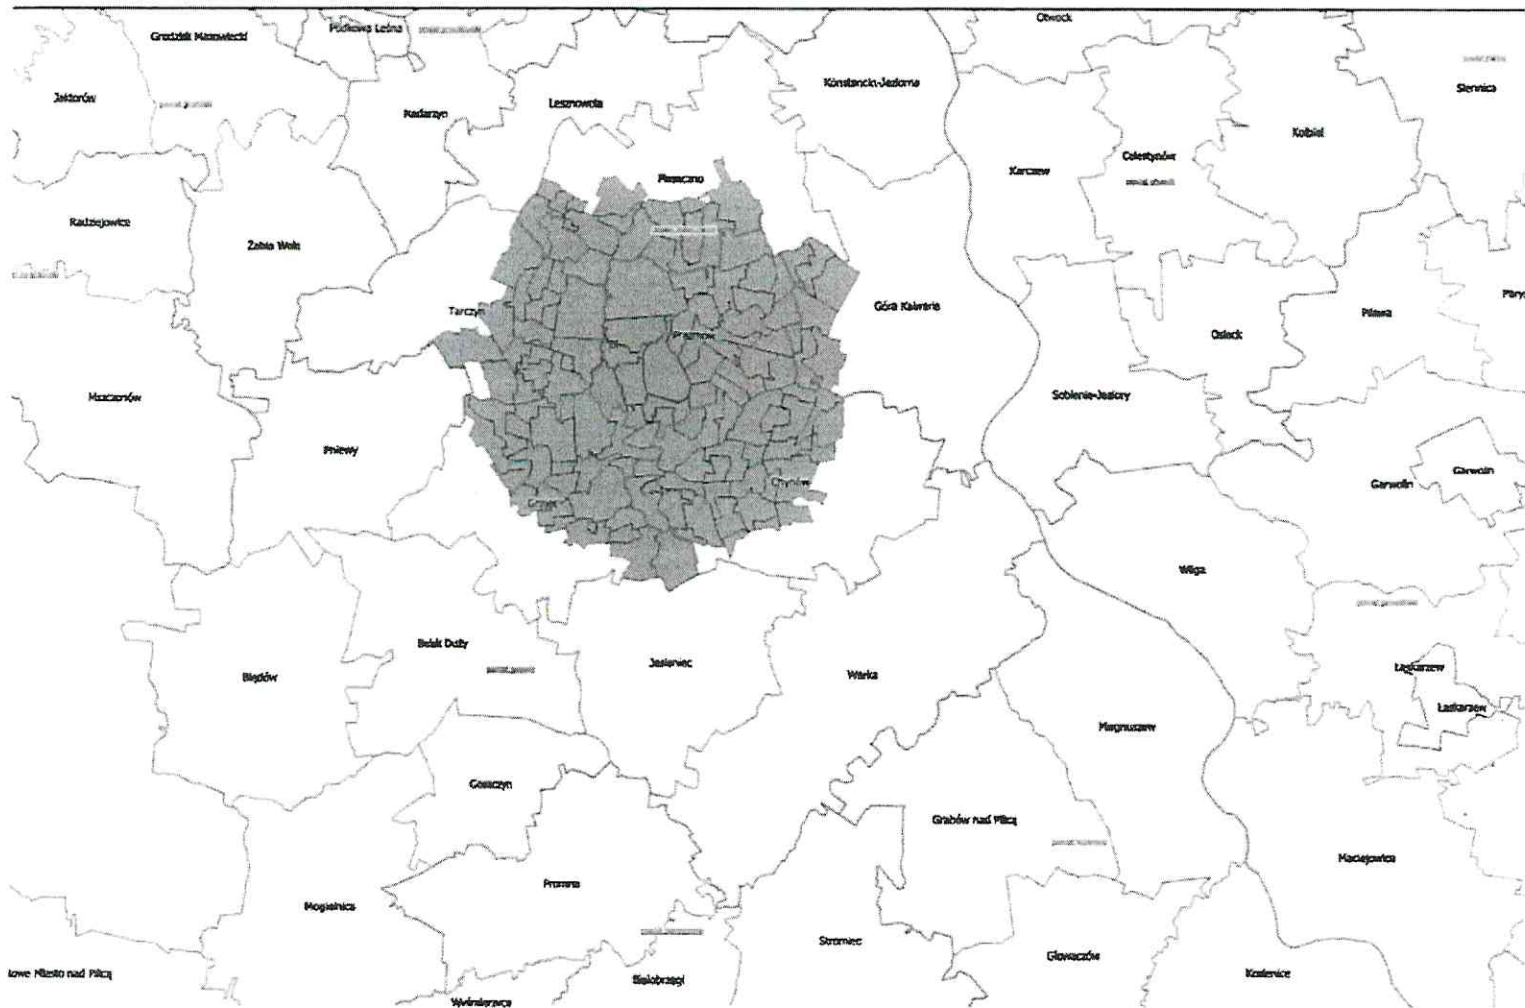 Otwock
Podkowa Leśna
Grodzisk Mazowiecki
Konstancin-Jeziorna
Siennica
Jaktorów
Lesznowola
Nadarzyn
Kołbiel
Celestynów
Karczew
Piaseczno
Radziejowice
Żabia Wola
Góra Kalwaria
Tarczyn
Pilawa
Prażmów
Osieck
Mszczonów
Sobienie-Jeziory
Pniewy
Garwolin
Garwolin
Chynów
Grójec
Wilga
Belsk Duży
Jasieniec
Łaskarzew
Błędów
Warka
Łaskarzew
Magnuszew
Goszczyn
Grabów nad Pilicą
Maciejowice
Promna
Mogielnica
Stromiec
Głowaczów
owe Miasto nad Pilicą
Białobrzegi
Kozienice
Wyśmierzyce